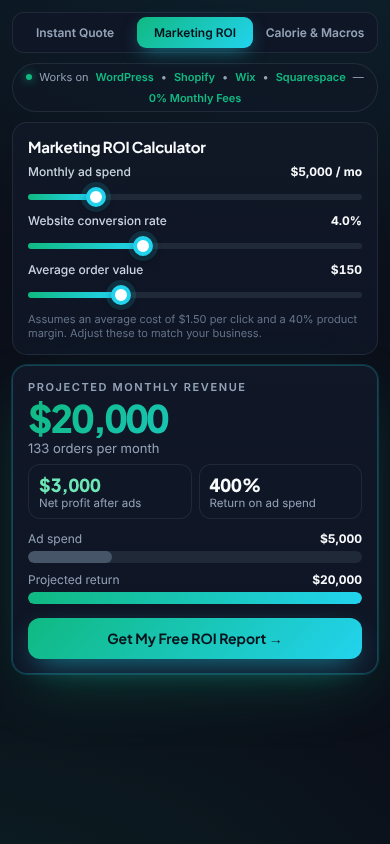 Instant Quote
Marketing ROI
Calorie & Macros
Works on WordPress • Shopify • Wix • Squarespace —
0% Monthly Fees
Marketing ROI Calculator
Monthly ad spend $5,000 / mo
Website conversion rate 4.0%
Average order value $150
Assumes an average cost of $1.50 per click and a 40% product
margin. Adjust these to match your business.
PROJECTED MONTHLY REVENUE
$20,000
133 orders per month
$3,000
Net profit after ads
400%
Return on ad spend
Ad spend $5,000
Projected return $20,000
Get My Free ROI Report →